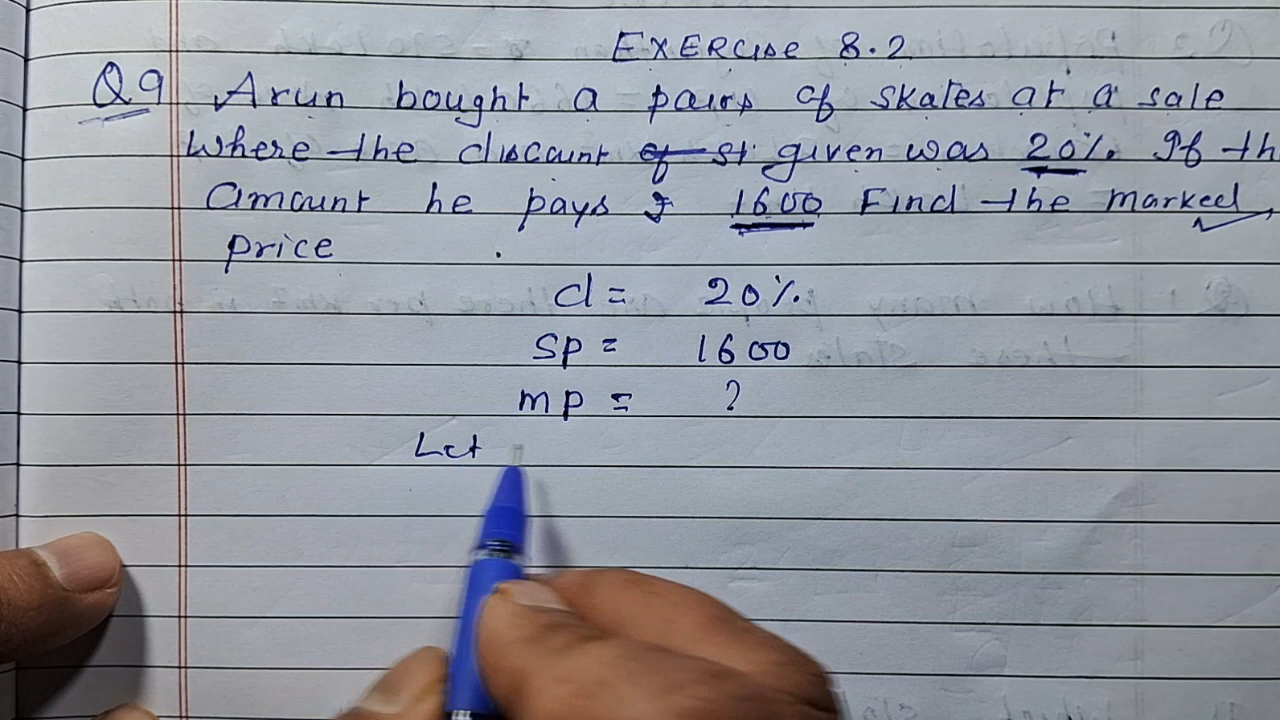 EXERCISE 8.2
Q9 Arun bought a pairs of skates at a sale
where the discount of st given was 20%. If th
amount he pays ₹ 1600 Find the marked
price
d = 20%.
SP = 1600
mp = ?
Let